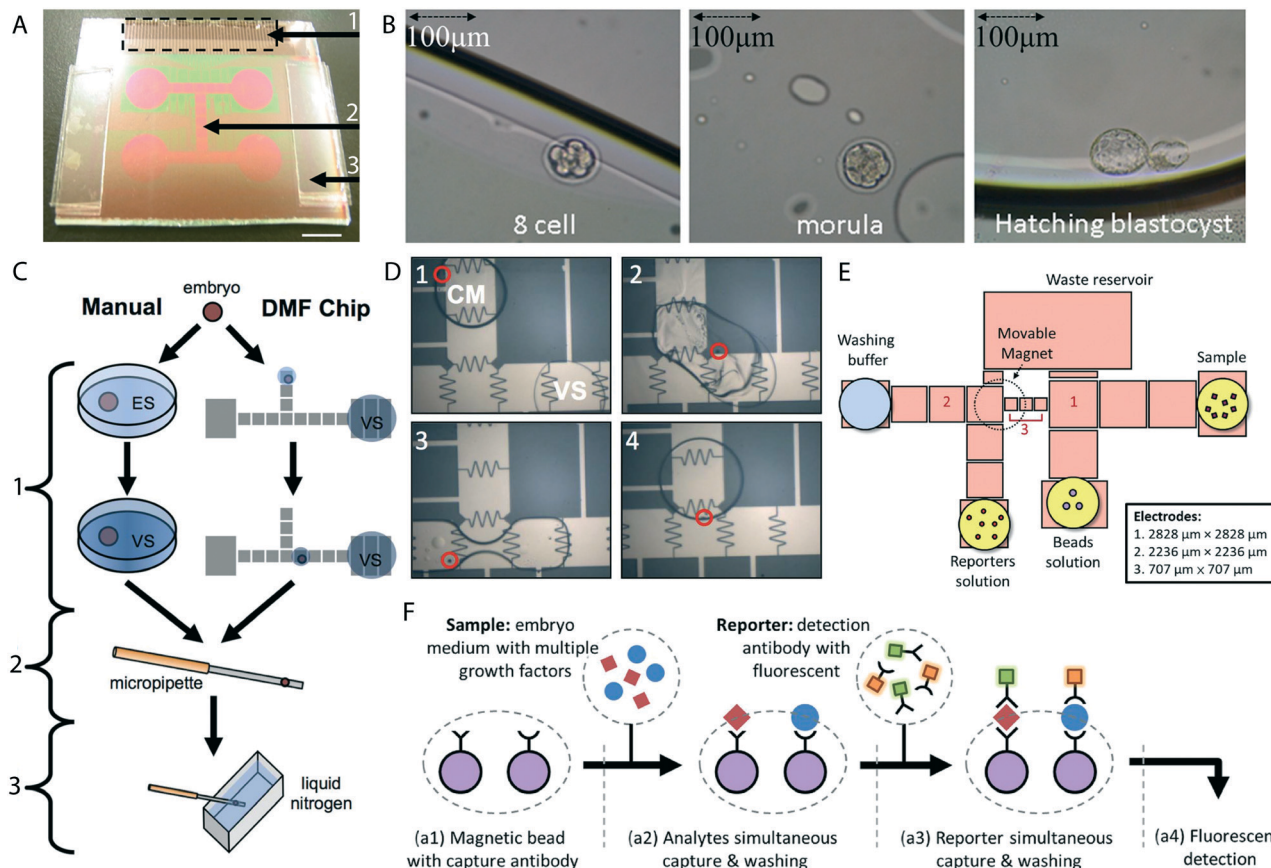 A
1
2
3
B
100μm
100μm
100μm
8 cell
morula
Hatching blastocyst
C
Manual
embryo
DMF Chip
ES
VS
VS
VS
1
2
3
micropipette
liquid
nitrogen
D
1
CM
VS
2
3
4
E
Waste reservoir
Movable
Magnet
Washing
buffer
Sample
2
1
3
Reporters
solution
Beads
solution
Electrodes:
1. 2828 μm × 2828 μm
2. 2236 μm × 2236 μm
3. 707 μm × 707 μm
F
Sample: embryo
medium with multiple
growth factors
Reporter: detection
antibody with
fluorescent
(a1) Magnetic bead
with capture antibody
(a2) Analytes simultaneous
capture & washing
(a3) Reporter simultaneous
capture & washing
(a4) Fluorescent
detection